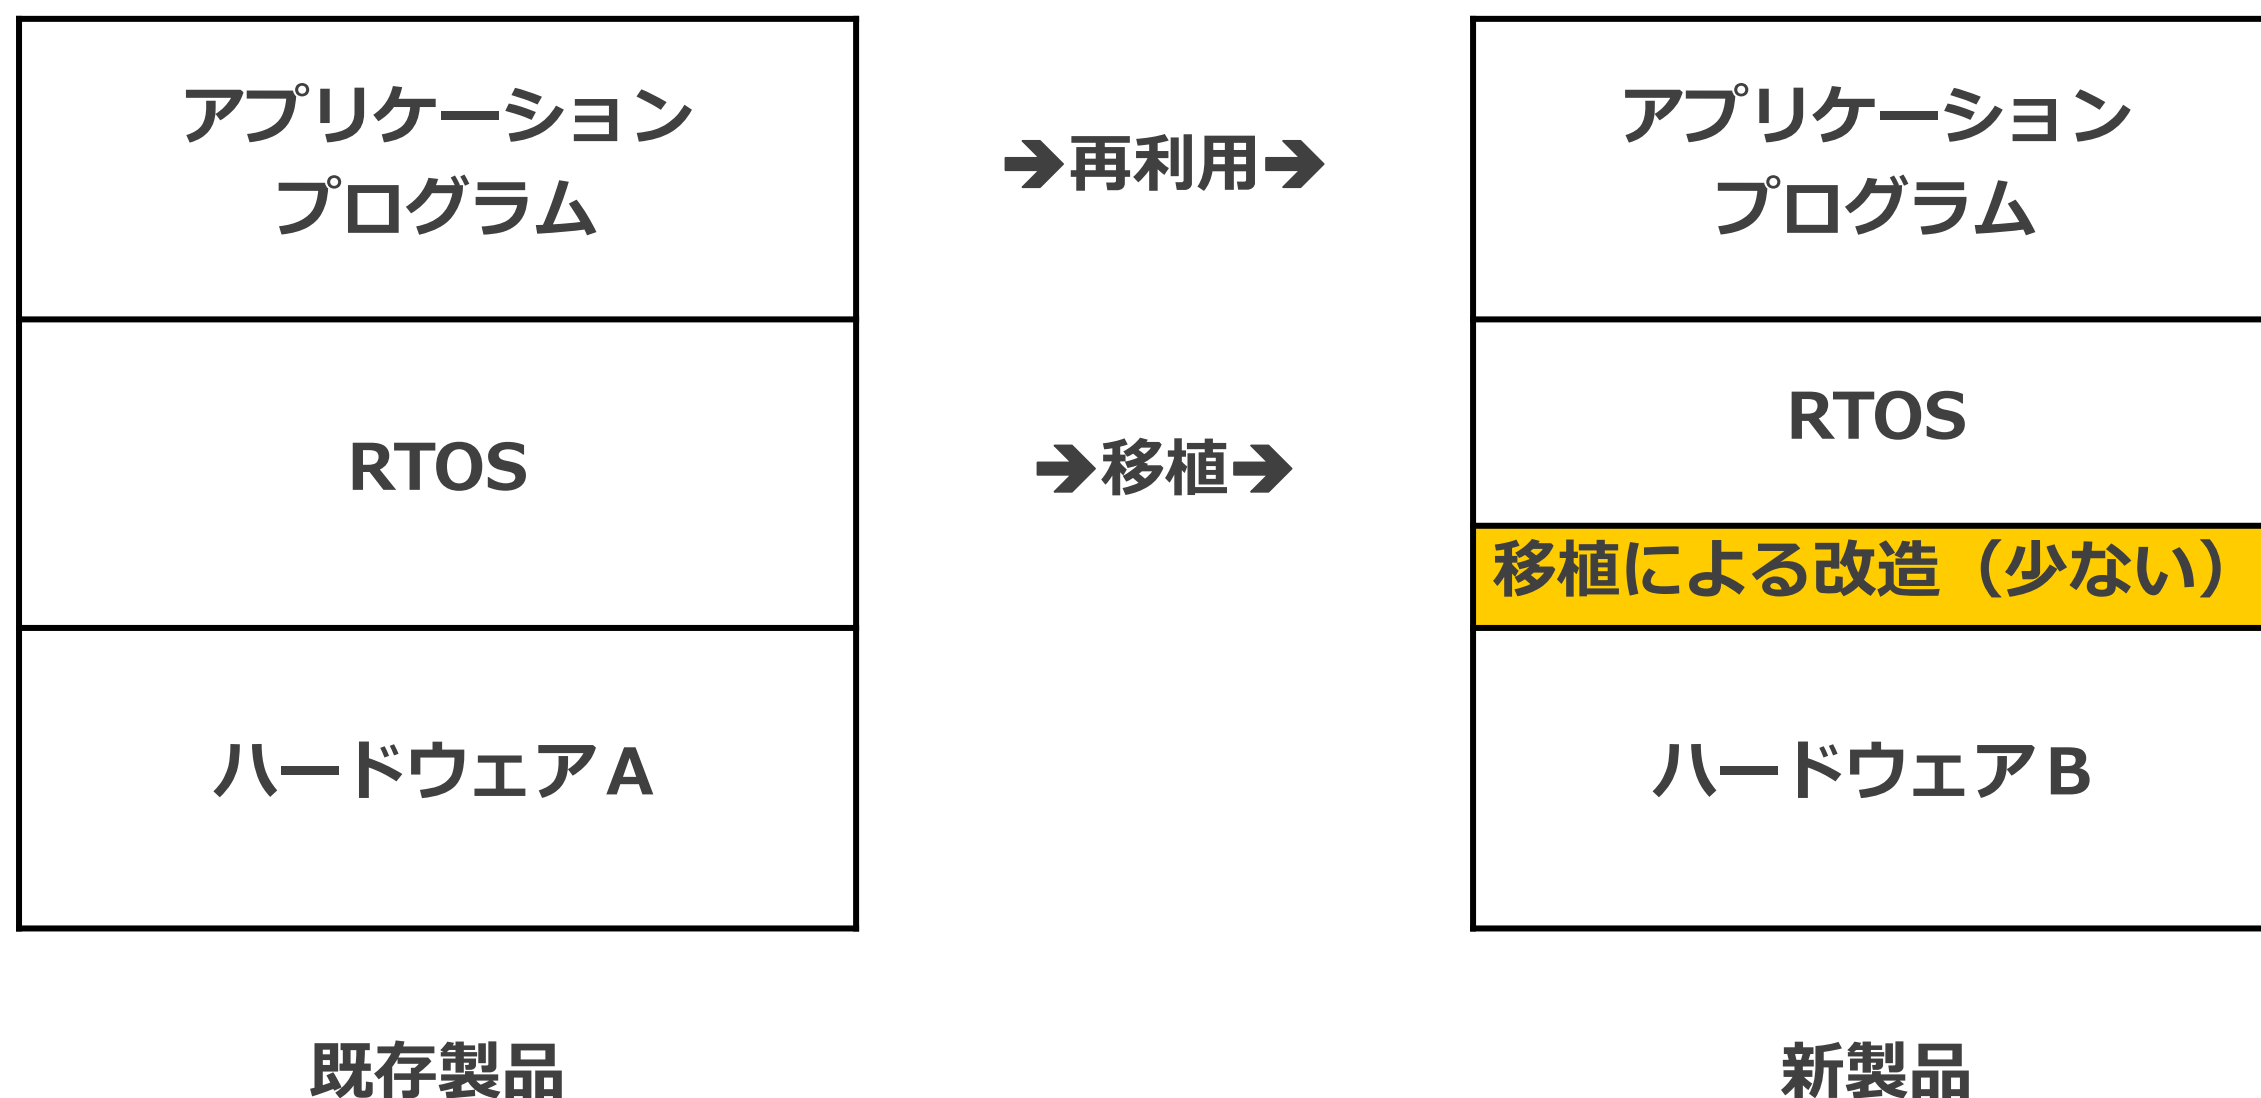 アプリケーション
プログラム
➔再利用➔
アプリケーション
プログラム
RTOS
➔移植➔
RTOS
移植による改造（少ない）
ハードウェアA
ハードウェアB
既存製品
新製品